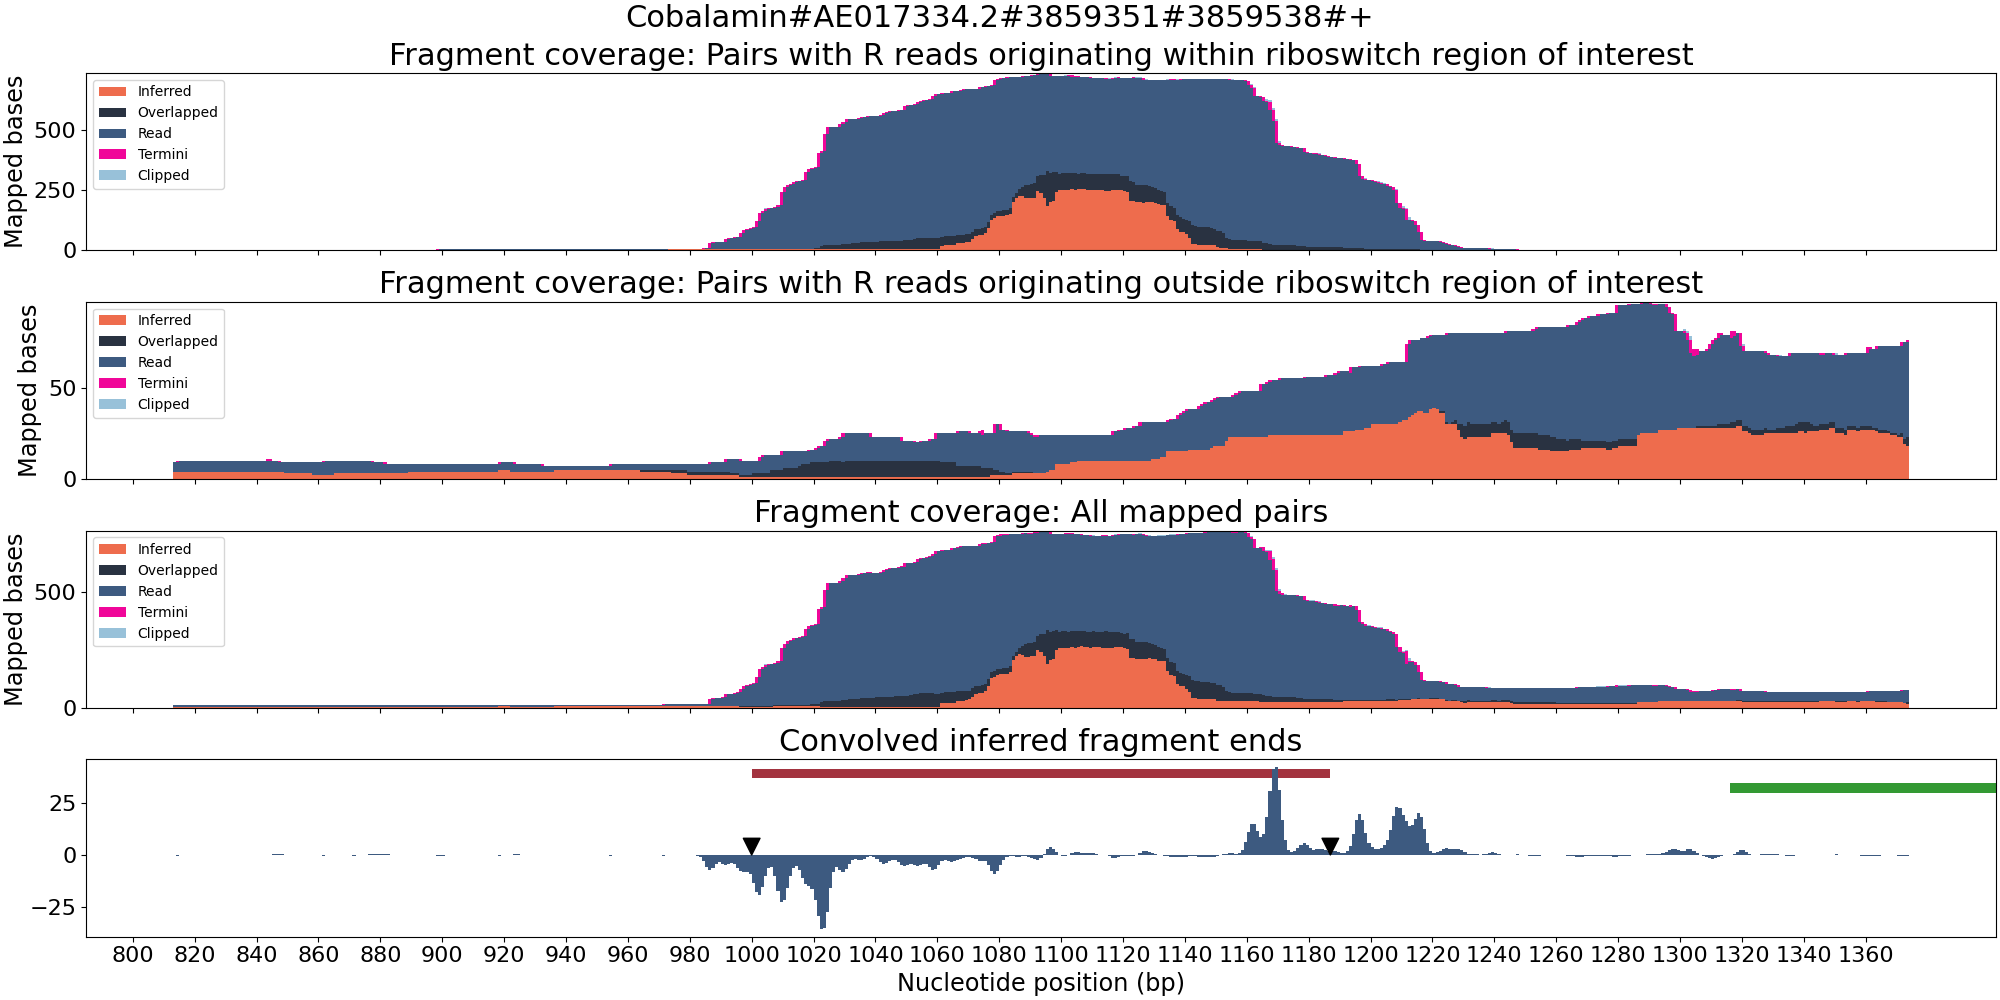 Cobalamin#AE017334.2#3859351#3859538#+
Fragment coverage: Pairs with R reads originating within riboswitch region of interest
Mapped bases
500
250
0
Inferred
Overlapped
Read
Termini
Clipped
Fragment coverage: Pairs with R reads originating outside riboswitch region of interest
Mapped bases
50
0
Inferred
Overlapped
Read
Termini
Clipped
Fragment coverage: All mapped pairs
Mapped bases
500
0
Inferred
Overlapped
Read
Termini
Clipped
Convolved inferred fragment ends
25
0
−25
800 820 840 860 880 900 920 940 960 980 1000 1020 1040 1060 1080 1100 1120 1140 1160 1180 1200 1220 1240 1260 1280 1300 1320 1340 1360
Nucleotide position (bp)